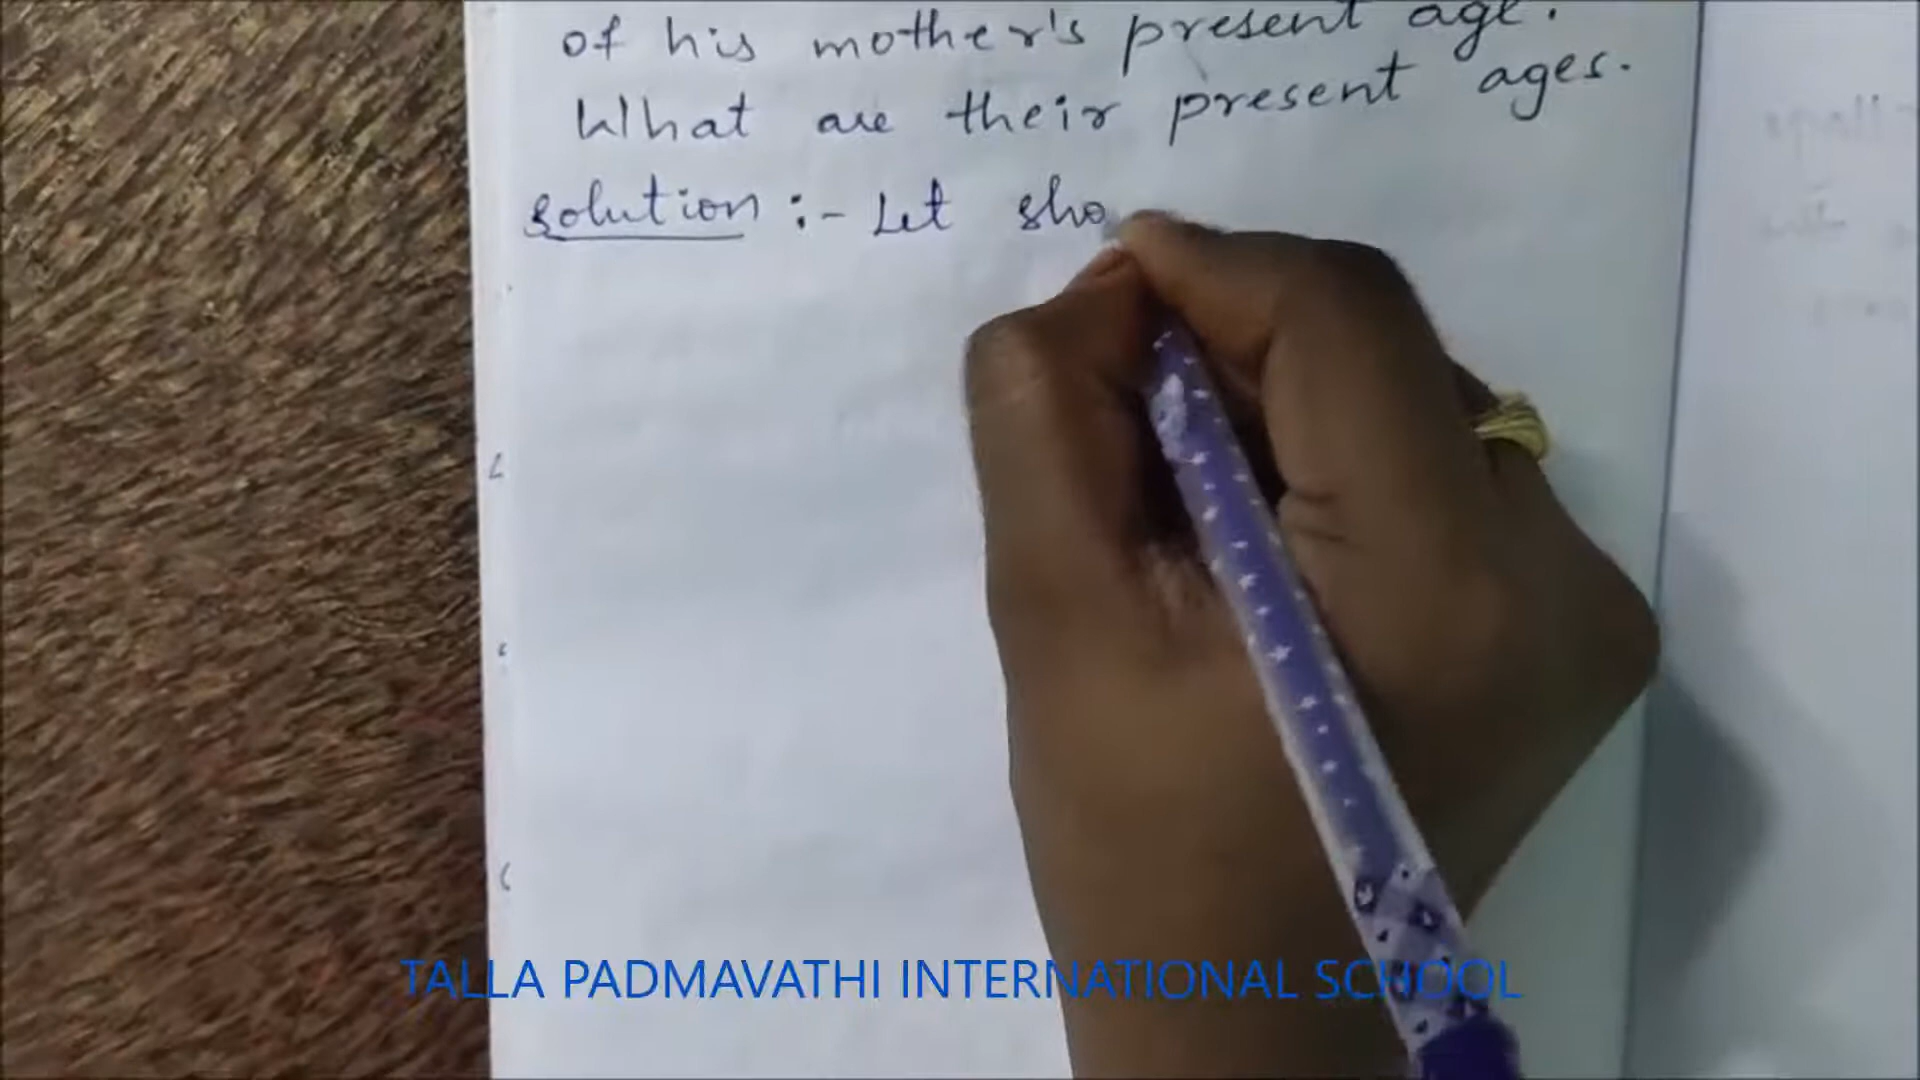 of his mother's present age.
What are their present ages.
solution :- Let sho
TALLA PADMAVATHI INTERNATIONAL SCHOOL